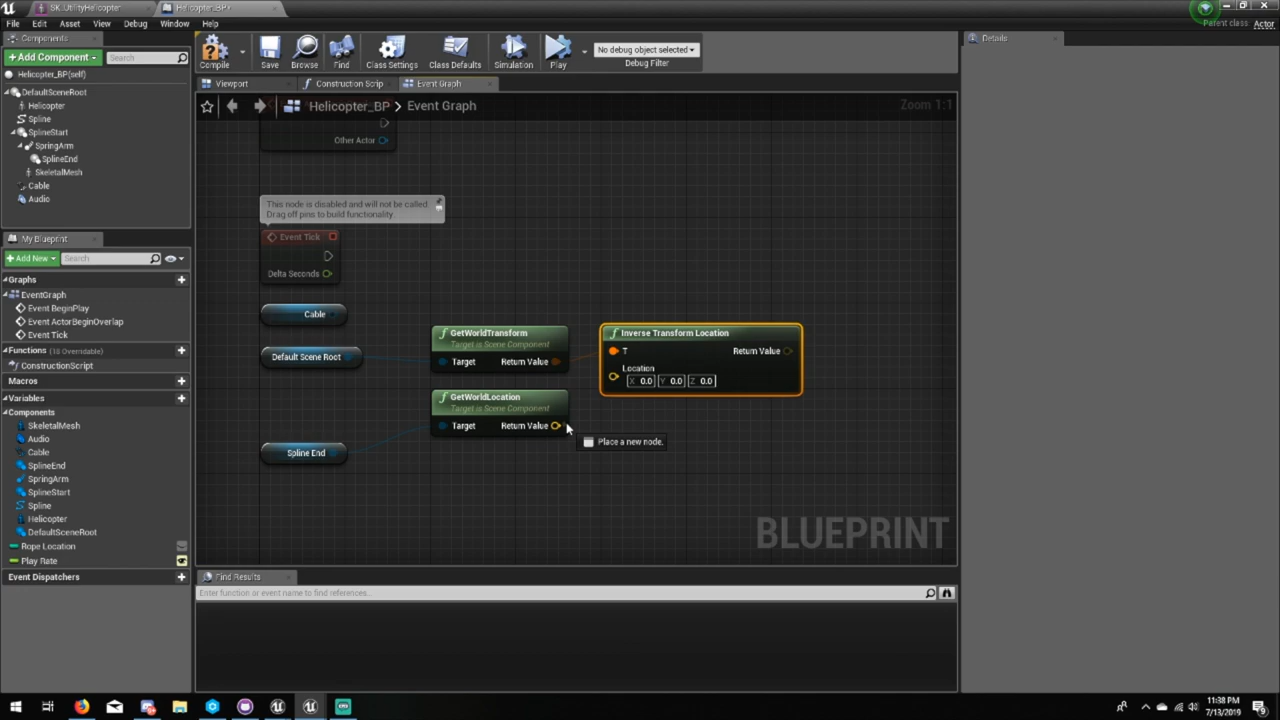 SK_UtilityHelicopter
Helicopter_BP*
File Edit Asset View Debug Window Help
Parent class: Actor
Components
+ Add Component
Search
Helicopter_BP(self)
DefaultSceneRoot
Helicopter
Spline
SplineStart
SpringArm
SplineEnd
SkeletalMesh
Cable
Audio
My Blueprint
+ Add New
Search
Graphs
EventGraph
Event BeginPlay
Event ActorBeginOverlap
Event Tick
Functions (18 Overridable)
ConstructionScript
Macros
Variables
Components
SkeletalMesh
Audio
Cable
SplineEnd
SpringArm
SplineStart
Spline
Helicopter
DefaultSceneRoot
Rope Location
Play Rate
Event Dispatchers
Compile Save Browse Find Class Settings Class Defaults Simulation Play
No debug object selected
Debug Filter
Viewport
Construction Scrip
Event Graph
Helicopter_BP > Event Graph
Zoom 1:1
Other Actor
This node is disabled and will not be called.
Drag off pins to build functionality.
Event Tick
Delta Seconds
Cable
Default Scene Root
Spline End
GetWorldTransform
Target is Scene Component
Target Return Value
GetWorldLocation
Target is Scene Component
Target Return Value
Inverse Transform Location
T Return Value
Location
X 0.0 Y 0.0 Z 0.0
Place a new node.
BLUEPRINT
Find Results
Enter function or event name to find references...
Details
11:38 PM
7/13/2019